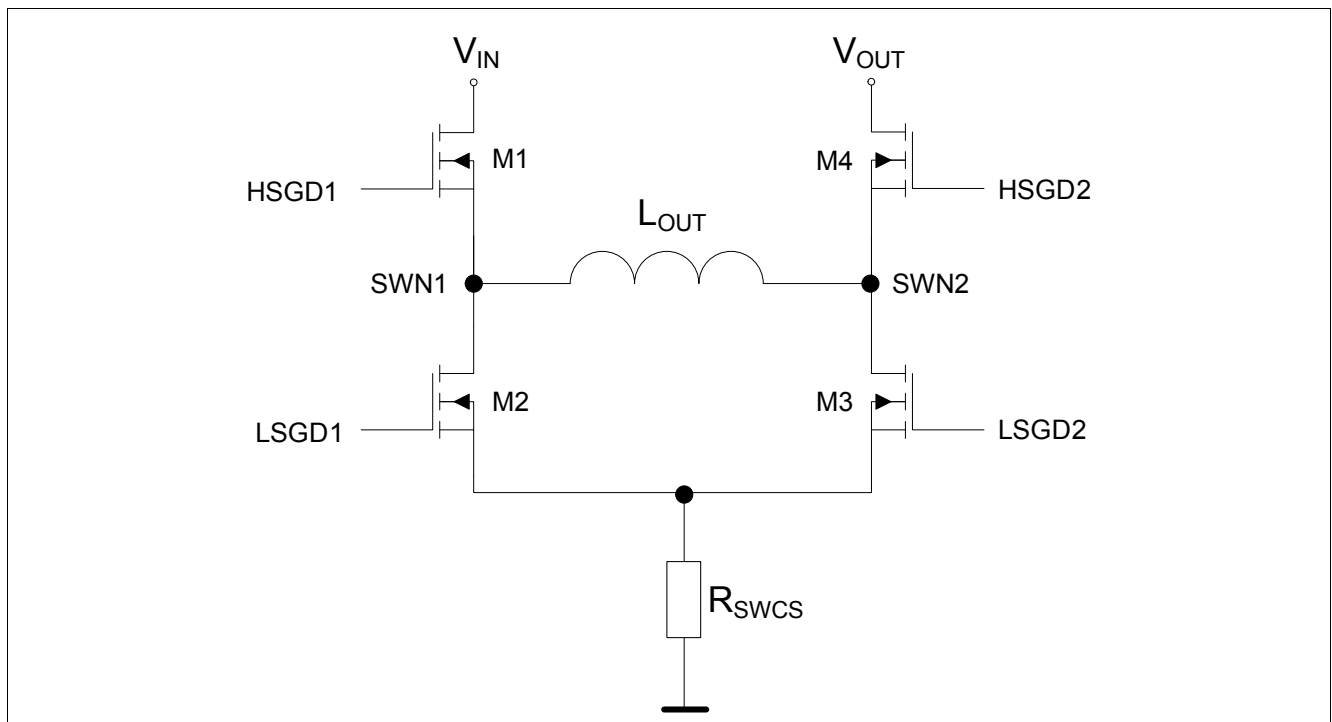 V_IN
V_OUT
M1
M4
HSGD1
HSGD2
L_OUT
SWN1
SWN2
M2
M3
LSGD1
LSGD2
R_SWCS